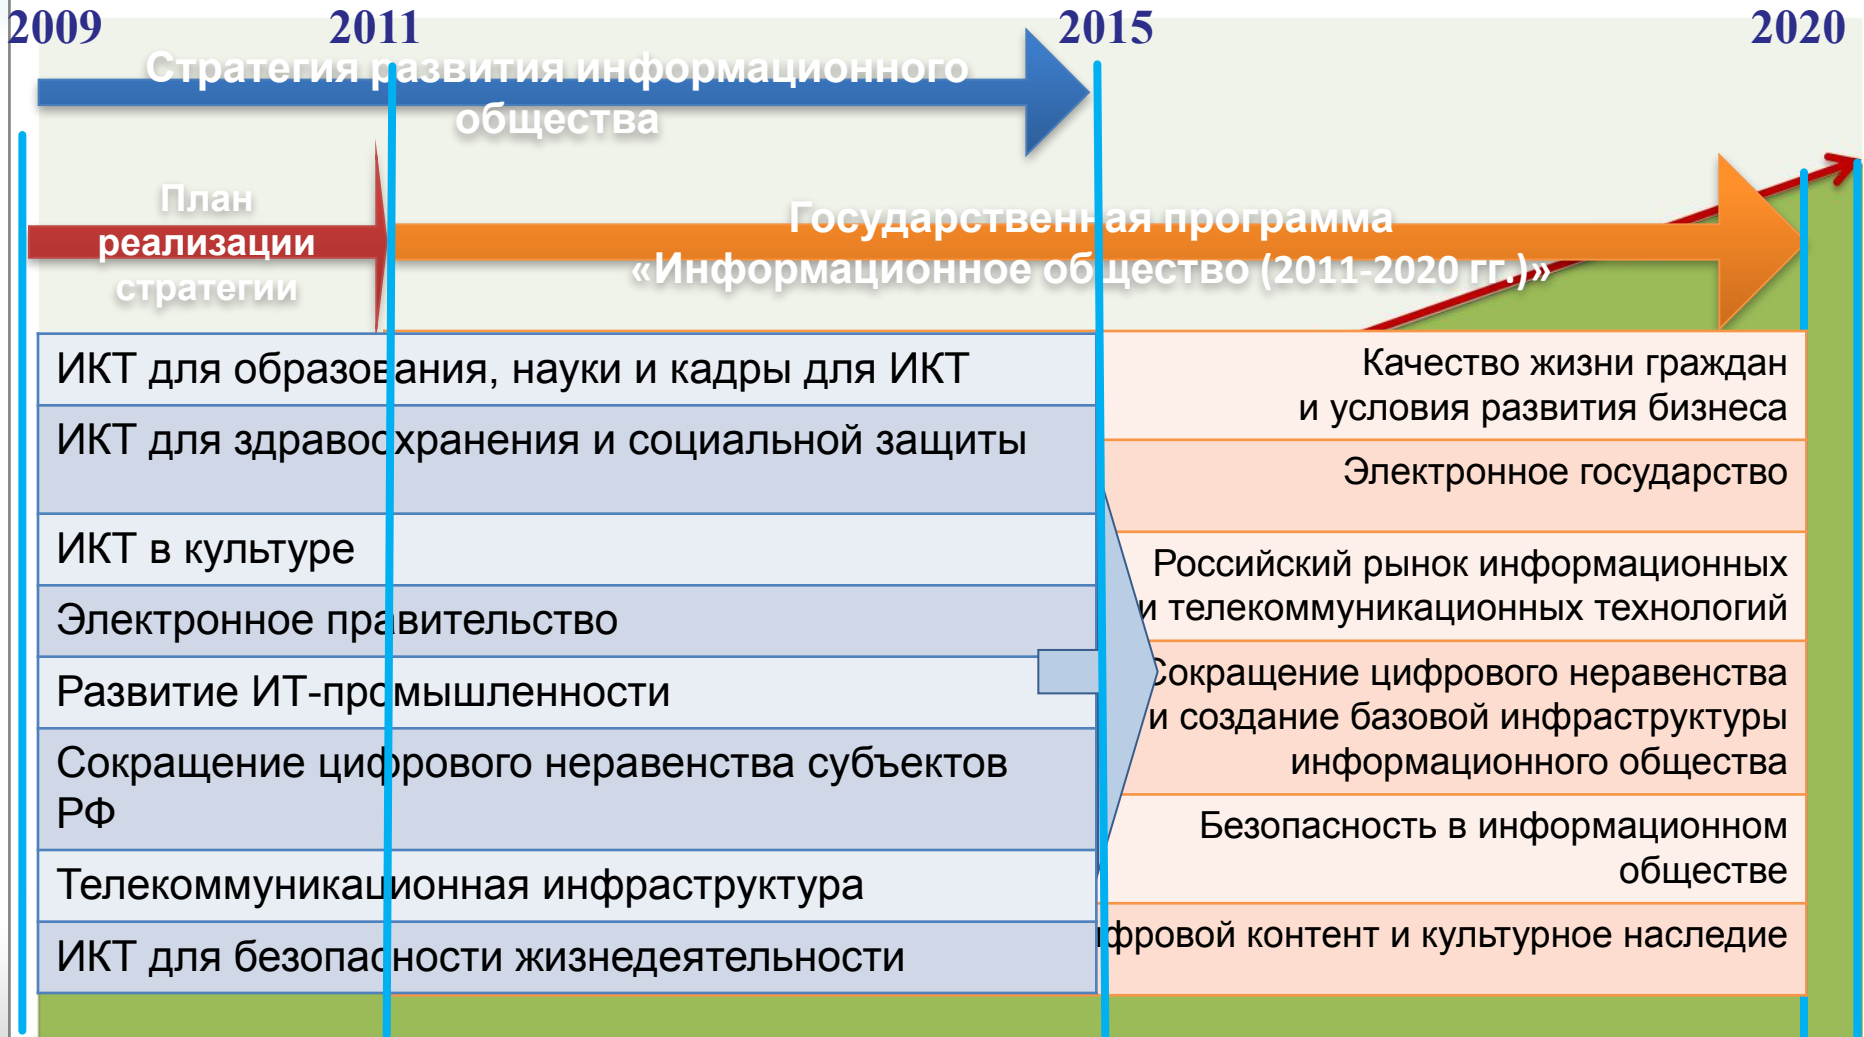 2009 2011 2015 2020
Стратегия развития информационного
общества
План
реализации
стратегии
Государственная программа
«Информационное общество (2011-2020 гг.)»
ИКТ для образования, науки и кадры для ИКТ
ИКТ для здравоохранения и социальной защиты
ИКТ в культуре
Электронное правительство
Развитие ИТ-промышленности
Сокращение цифрового неравенства субъектов
РФ
Телекоммуникационная инфраструктура
ИКТ для безопасности жизнедеятельности
Качество жизни граждан
и условия развития бизнеса
Электронное государство
Российский рынок информационных
и телекоммуникационных технологий
Сокращение цифрового неравенства
и создание базовой инфраструктуры
информационного общества
Безопасность в информационном
обществе
фровой контент и культурное наследие